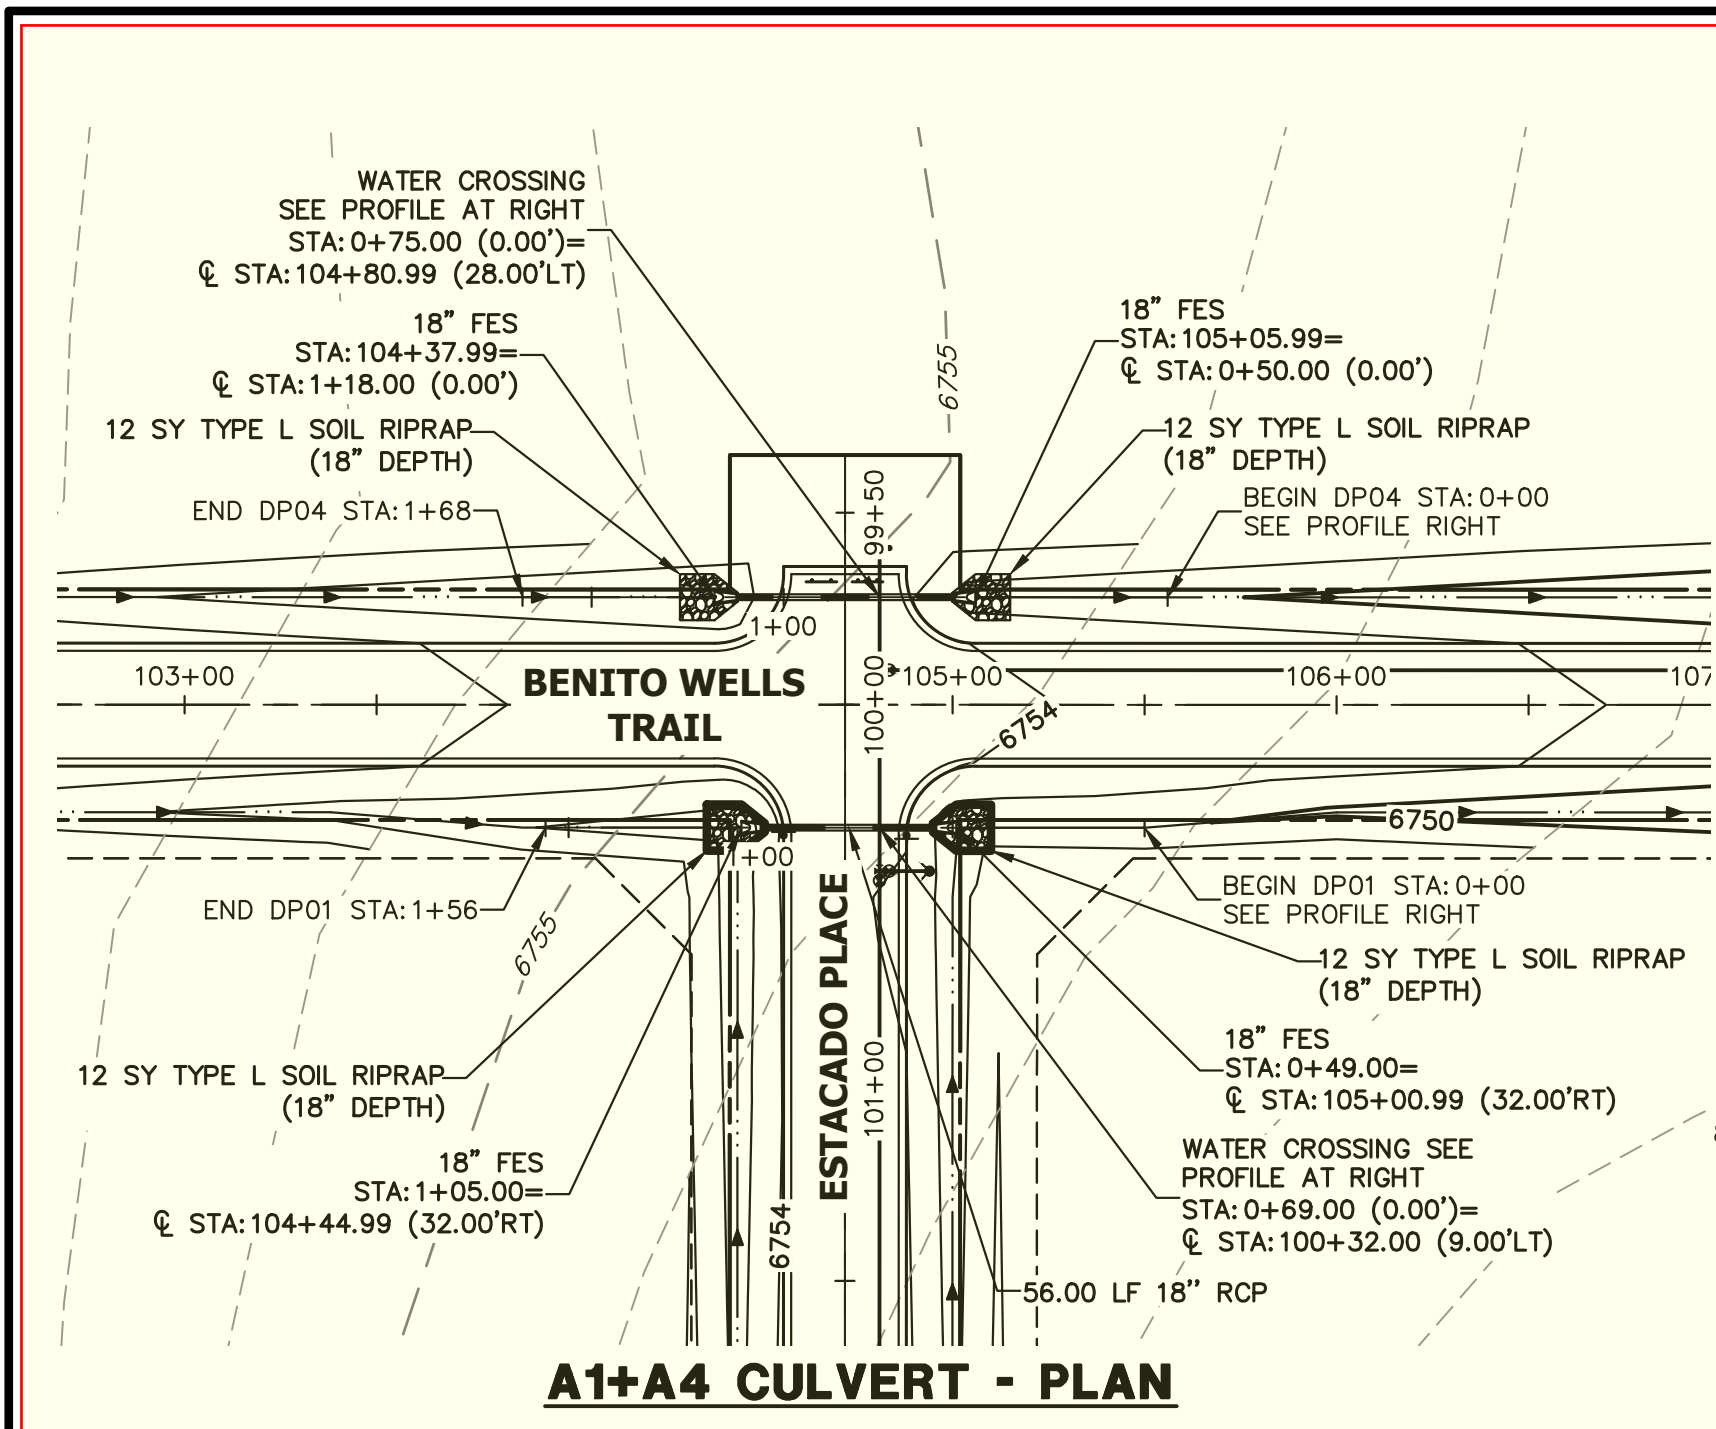 WATER CROSSING
SEE PROFILE AT RIGHT
STA:0+75.00 (0.00')=
℄ STA:104+80.99 (28.00'LT)
18" FES
STA:104+37.99=
℄ STA:1+18.00 (0.00')
12 SY TYPE L SOIL RIPRAP
(18" DEPTH)
END DP04 STA:1+68
6755
18" FES
STA:105+05.99=
℄ STA:0+50.00 (0.00')
12 SY TYPE L SOIL RIPRAP
(18" DEPTH)
BEGIN DP04 STA:0+00
SEE PROFILE RIGHT
99+50
1+00
103+00
BENITO WELLS
TRAIL
100+00
105+00
106+00
107
6754
6750
1+00
END DP01 STA:1+56
6755
BEGIN DP01 STA:0+00
SEE PROFILE RIGHT
12 SY TYPE L SOIL RIPRAP
(18" DEPTH)
ESTACADO PLACE
101+00
12 SY TYPE L SOIL RIPRAP
(18" DEPTH)
18" FES
STA:0+49.00=
℄ STA:105+00.99 (32.00'RT)
18" FES
STA:1+05.00=
℄ STA:104+44.99 (32.00'RT)
6754
WATER CROSSING SEE
PROFILE AT RIGHT
STA:0+69.00 (0.00')=
℄ STA:100+32.00 (9.00'LT)
56.00 LF 18'' RCP
A1+A4 CULVERT - PLAN